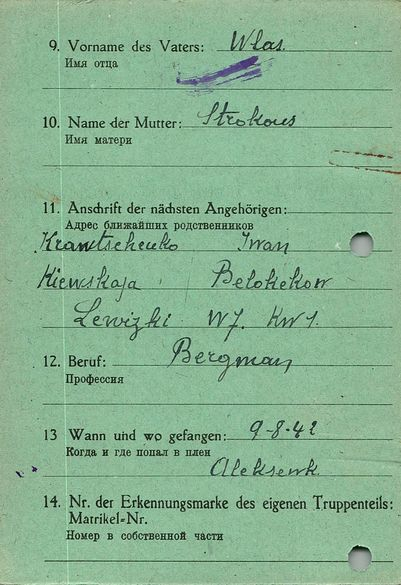 9. Vorname des Vaters: Wlas.
Имя отца
10. Name der Mutter: Strokous
Имя матери
11. Anschrift der nächsten Angehörigen:
Адрес ближайших родственников
Krawtschenko Iwan
Kiewskaja Belokekow
Lewizki W7. KW1.
12. Beruf: Bergman
Профессия
13 Wann und wo gefangen: 9-8-42
Когда и где попал в плен
Aleksenk.
14. Nr. der Erkennungsmarke des eigenen Truppenteils:
Matrikel-Nr.
Номер в собственной части